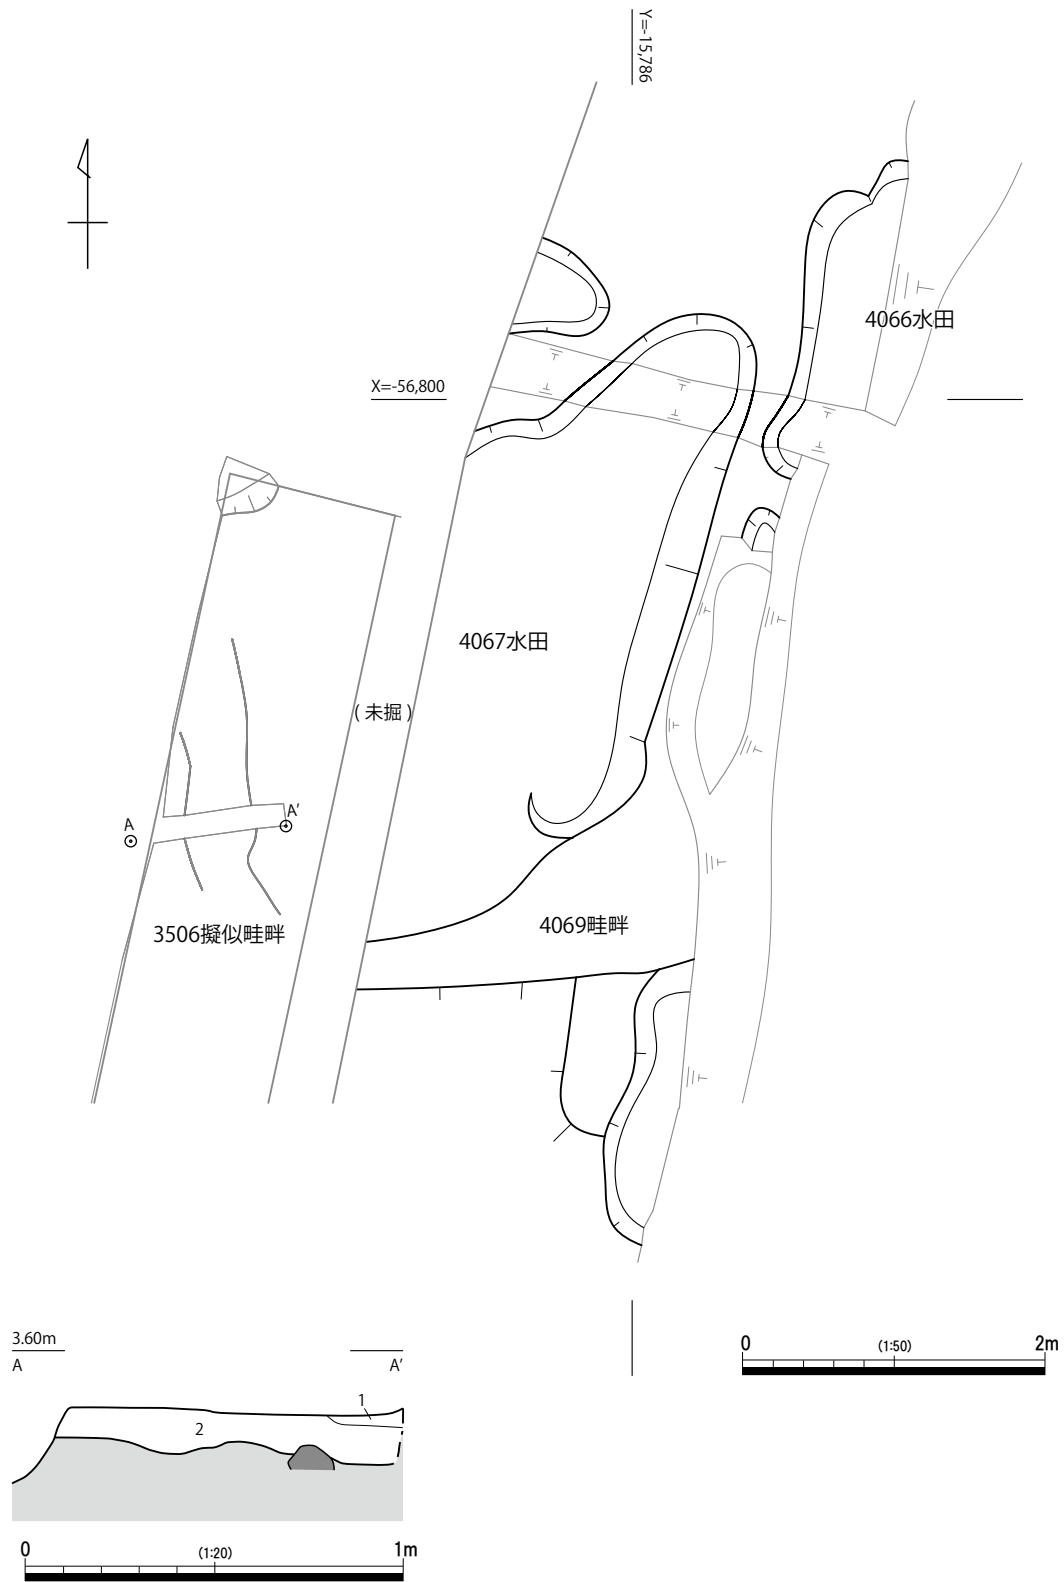 Y=-15,786
4066水田
X=-56,800
4067水田
( 未掘 )
A
A'
3506擬似畦畔
4069畦畔
3.60m
A
A'
1
2
0
(1:50)
2m
0
(1:20)
1m